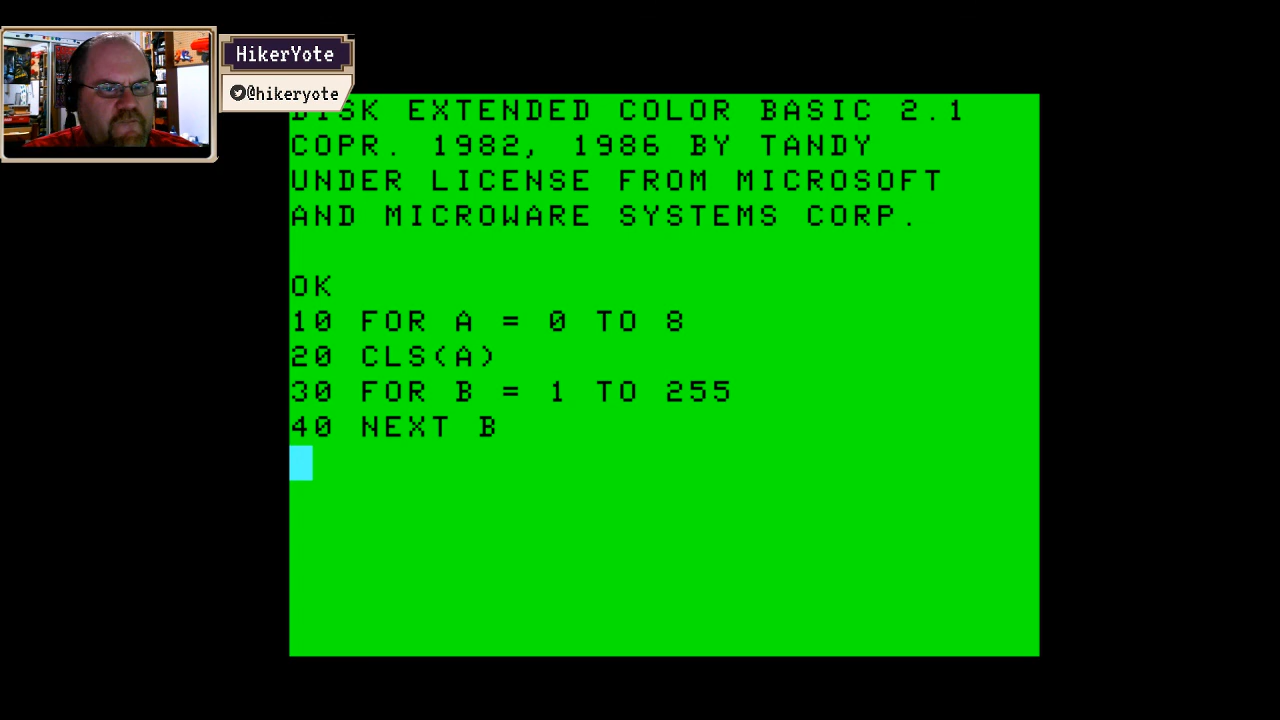 HikerYote
@hikeryote
DISK EXTENDED COLOR BASIC 2.1
COPR. 1982, 1986 BY TANDY
UNDER LICENSE FROM MICROSOFT
AND MICROWARE SYSTEMS CORP.
OK
10 FOR A = 0 TO 8
20 CLS(A)
30 FOR B = 1 TO 255
40 NEXT B